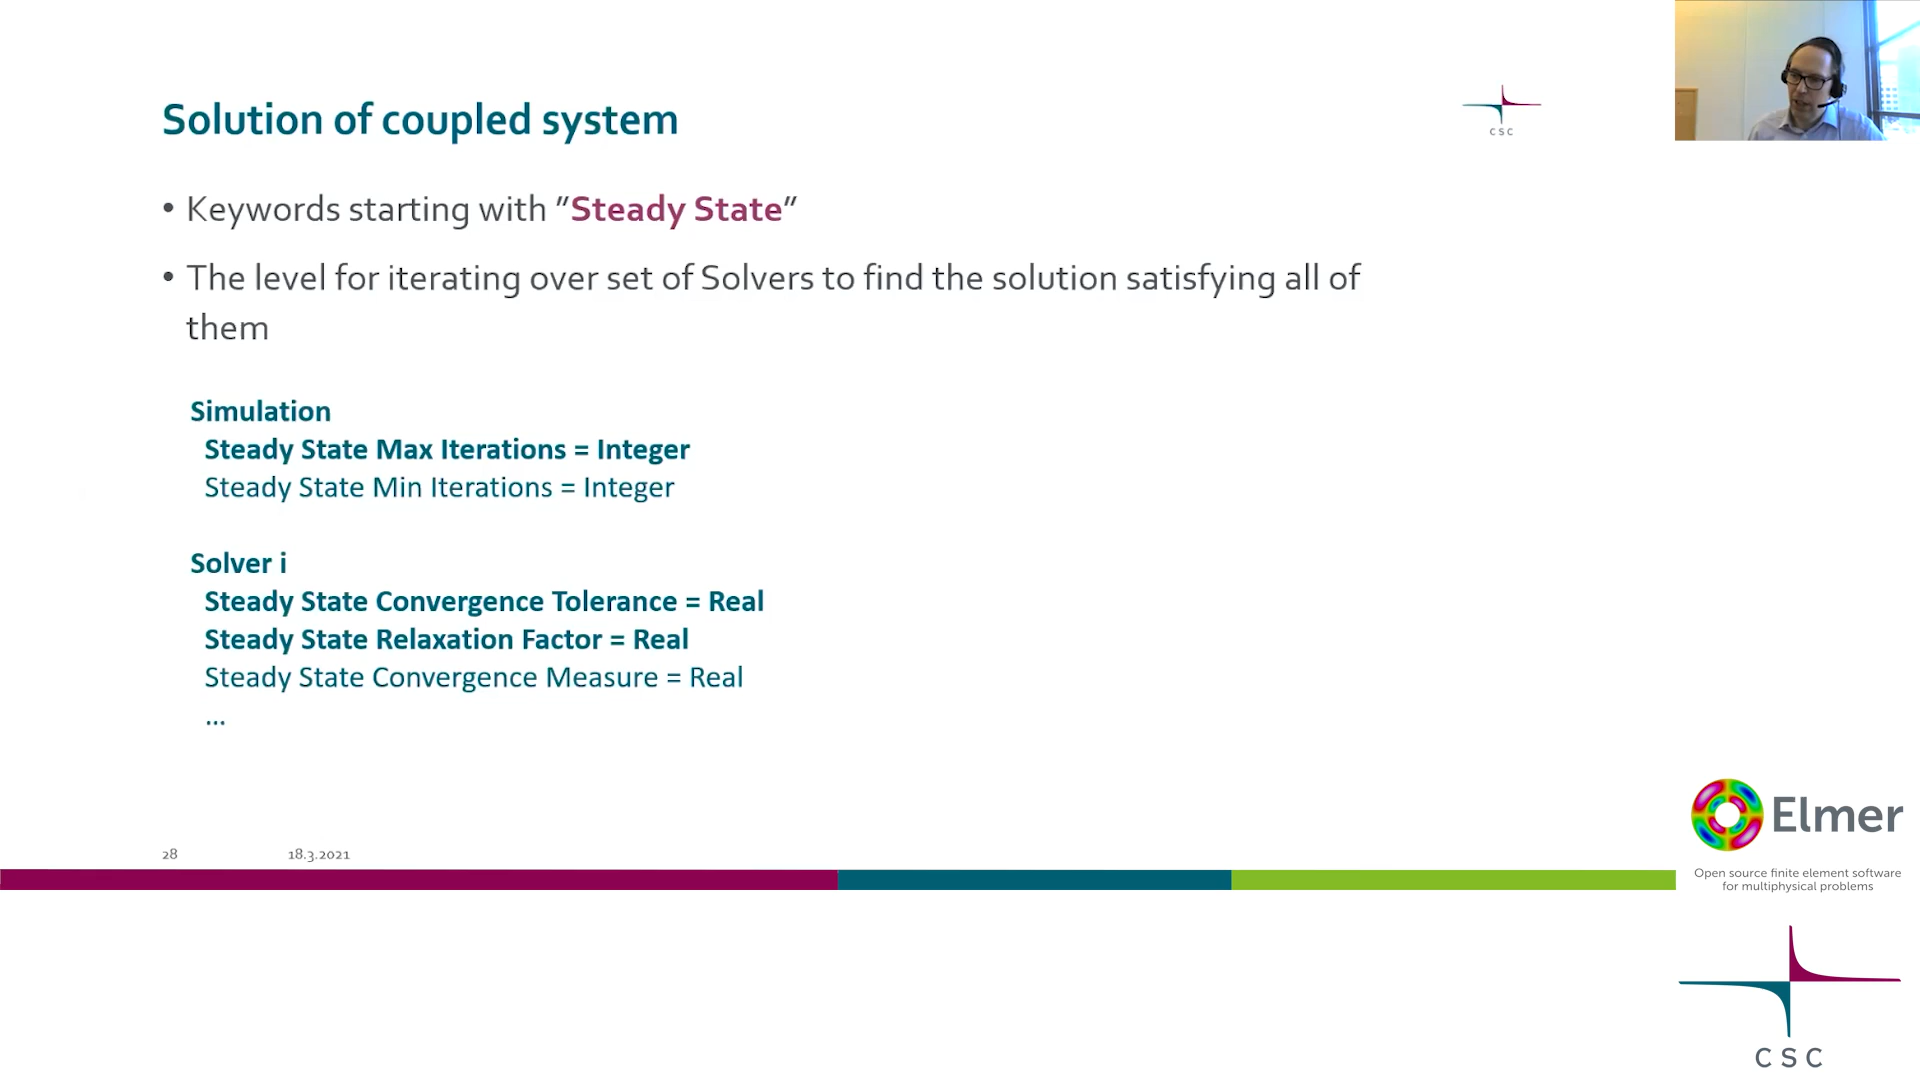 Solution of coupled system
CSC
• Keywords starting with ”Steady State”
• The level for iterating over set of Solvers to find the solution satisfying all of
them
Simulation
Steady State Max Iterations = Integer
Steady State Min Iterations = Integer
Solver i
Steady State Convergence Tolerance = Real
Steady State Relaxation Factor = Real
Steady State Convergence Measure = Real
...
28 18.3.2021
Elmer
Open source finite element software
for multiphysical problems
CSC